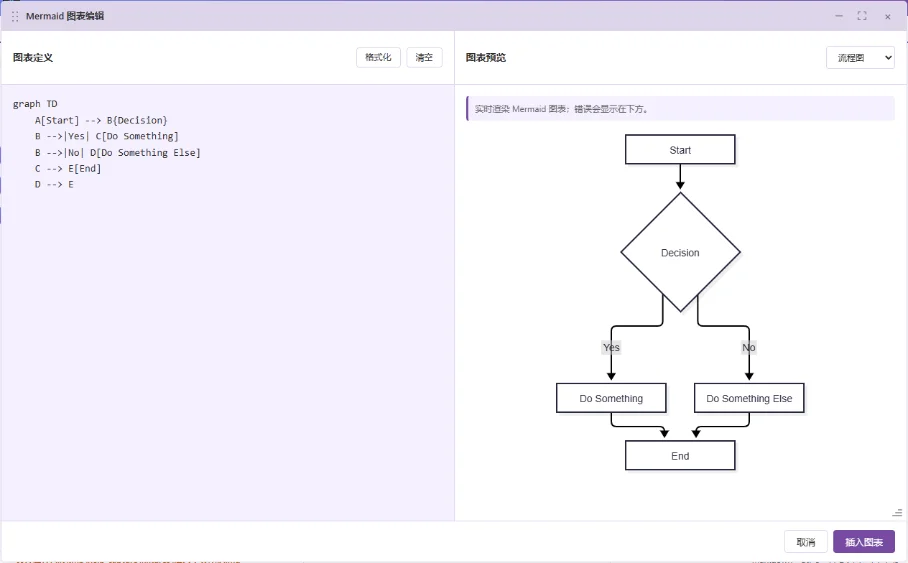 Mermaid 图表编辑
图表定义
格式化
清空
图表预览
流程图
graph TD
    A[Start] --> B{Decision}
    B -->|Yes| C[Do Something]
    B -->|No| D[Do Something Else]
    C --> E[End]
    D --> E
实时渲染 Mermaid 图表；错误会显示在下方。
Start
Decision
Yes
No
Do Something
Do Something Else
End
取消
插入图表